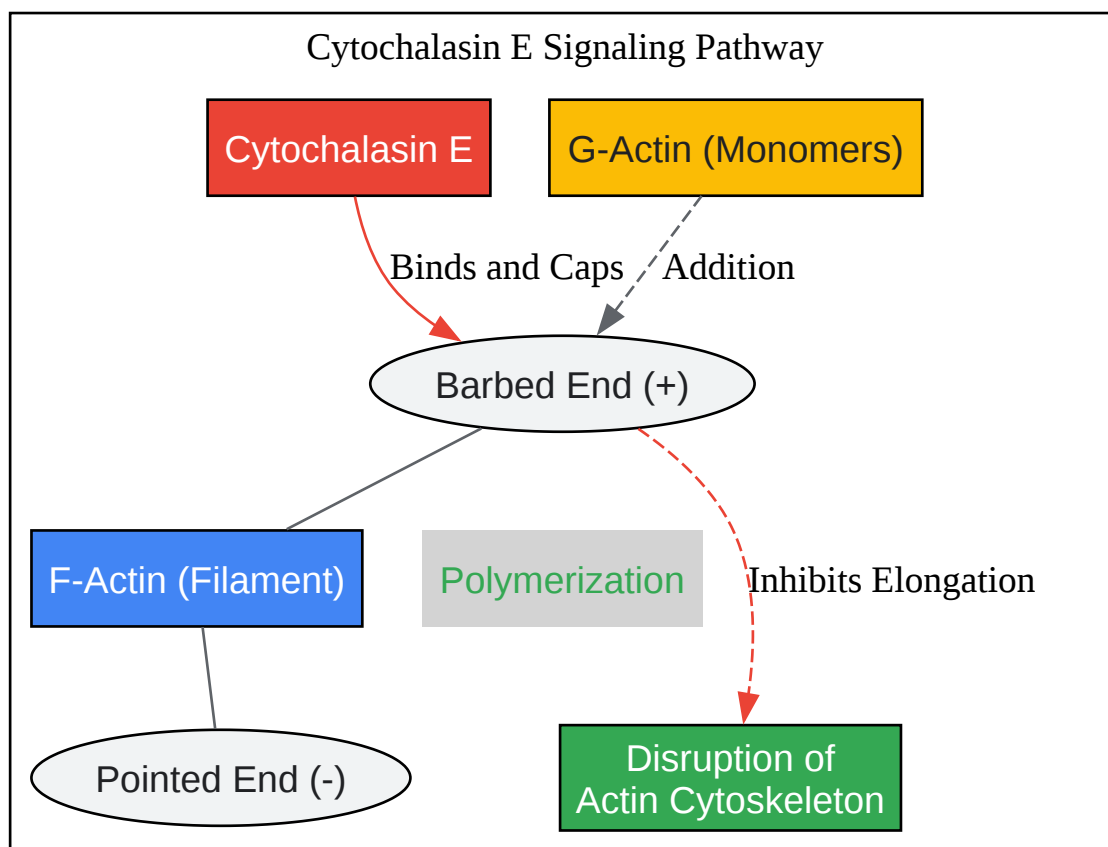 Cytochalasin E Signaling Pathway
Cytochalasin E
G-Actin (Monomers)
Binds and Caps
Addition
Barbed End (+)
F-Actin (Filament)
Polymerization
Inhibits Elongation
Pointed End (-)
Disruption of
Actin Cytoskeleton